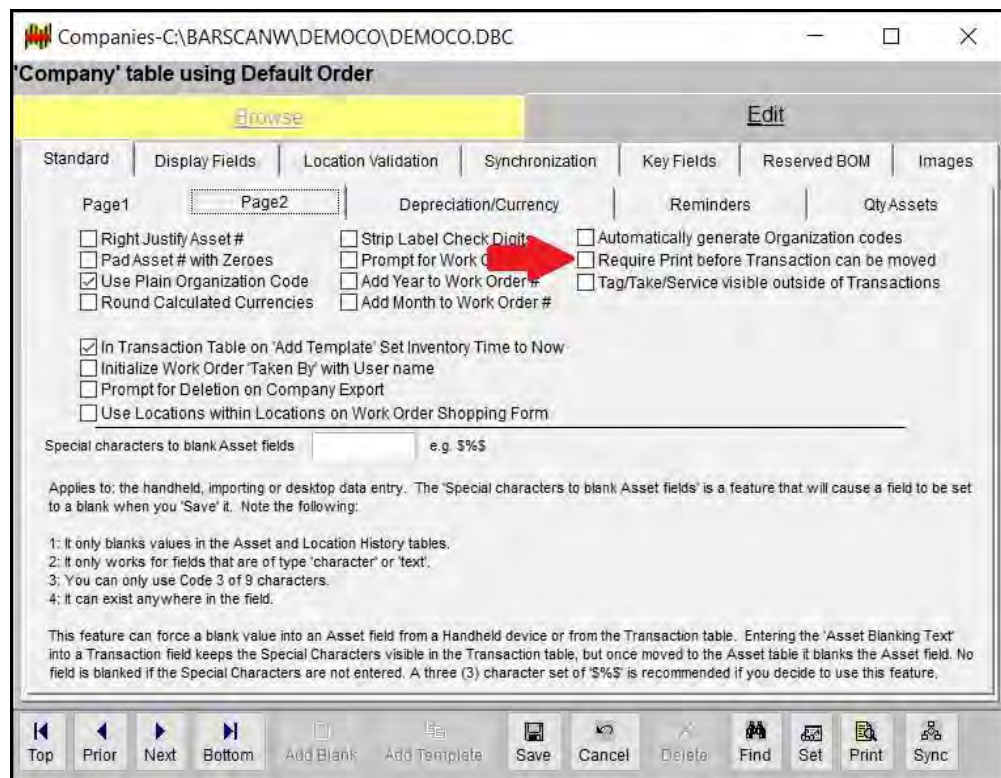 Companies-C:\BARSCANW\DEMOCO\DEMOCO.DBC
'Company' table using Default Order
Browse Edit
Standard Display Fields Location Validation Synchronization Key Fields Reserved BOM Images
Page1 Page2 Depreciation/Currency Reminders Qty Assets
Right Justify Asset # Strip Label Check Digits Automatically generate Organization codes
Pad Asset # with Zeroes Prompt for Work Require Print before Transaction can be moved
Use Plain Organization Code Add Year to Work Order # Tag/Take/Service visible outside of Transactions
Round Calculated Currencies Add Month to Work Order #
In Transaction Table on 'Add Template' Set Inventory Time to Now
Initialize Work Order 'Taken By' with User name
Prompt for Deletion on Company Export
Use Locations within Locations on Work Order Shopping Form
Special characters to blank Asset fields e.g. $%$
Applies to: the handheld, importing or desktop data entry. The 'Special characters to blank Asset fields' is a feature that will cause a field to be set
to a blank when you 'Save' it. Note the following:
1: It only blanks values in the Asset and Location History tables.
2: It only works for fields that are of type 'character' or 'text'.
3: You can only use Code 3 of 9 characters.
4: It can exist anywhere in the field.
This feature can force a blank value into an Asset field from a Handheld device or from the Transaction table. Entering the 'Asset Blanking Text'
into a Transaction field keeps the Special Characters visible in the Transaction table, but once moved to the Asset table it blanks the Asset field. No
field is blanked if the Special Characters are not entered. A three (3) character set of '$%$' is recommended if you decide to use this feature.
Top Prior Next Bottom Add Blank Add Template Save Cancel Delete Find Set Print Sync